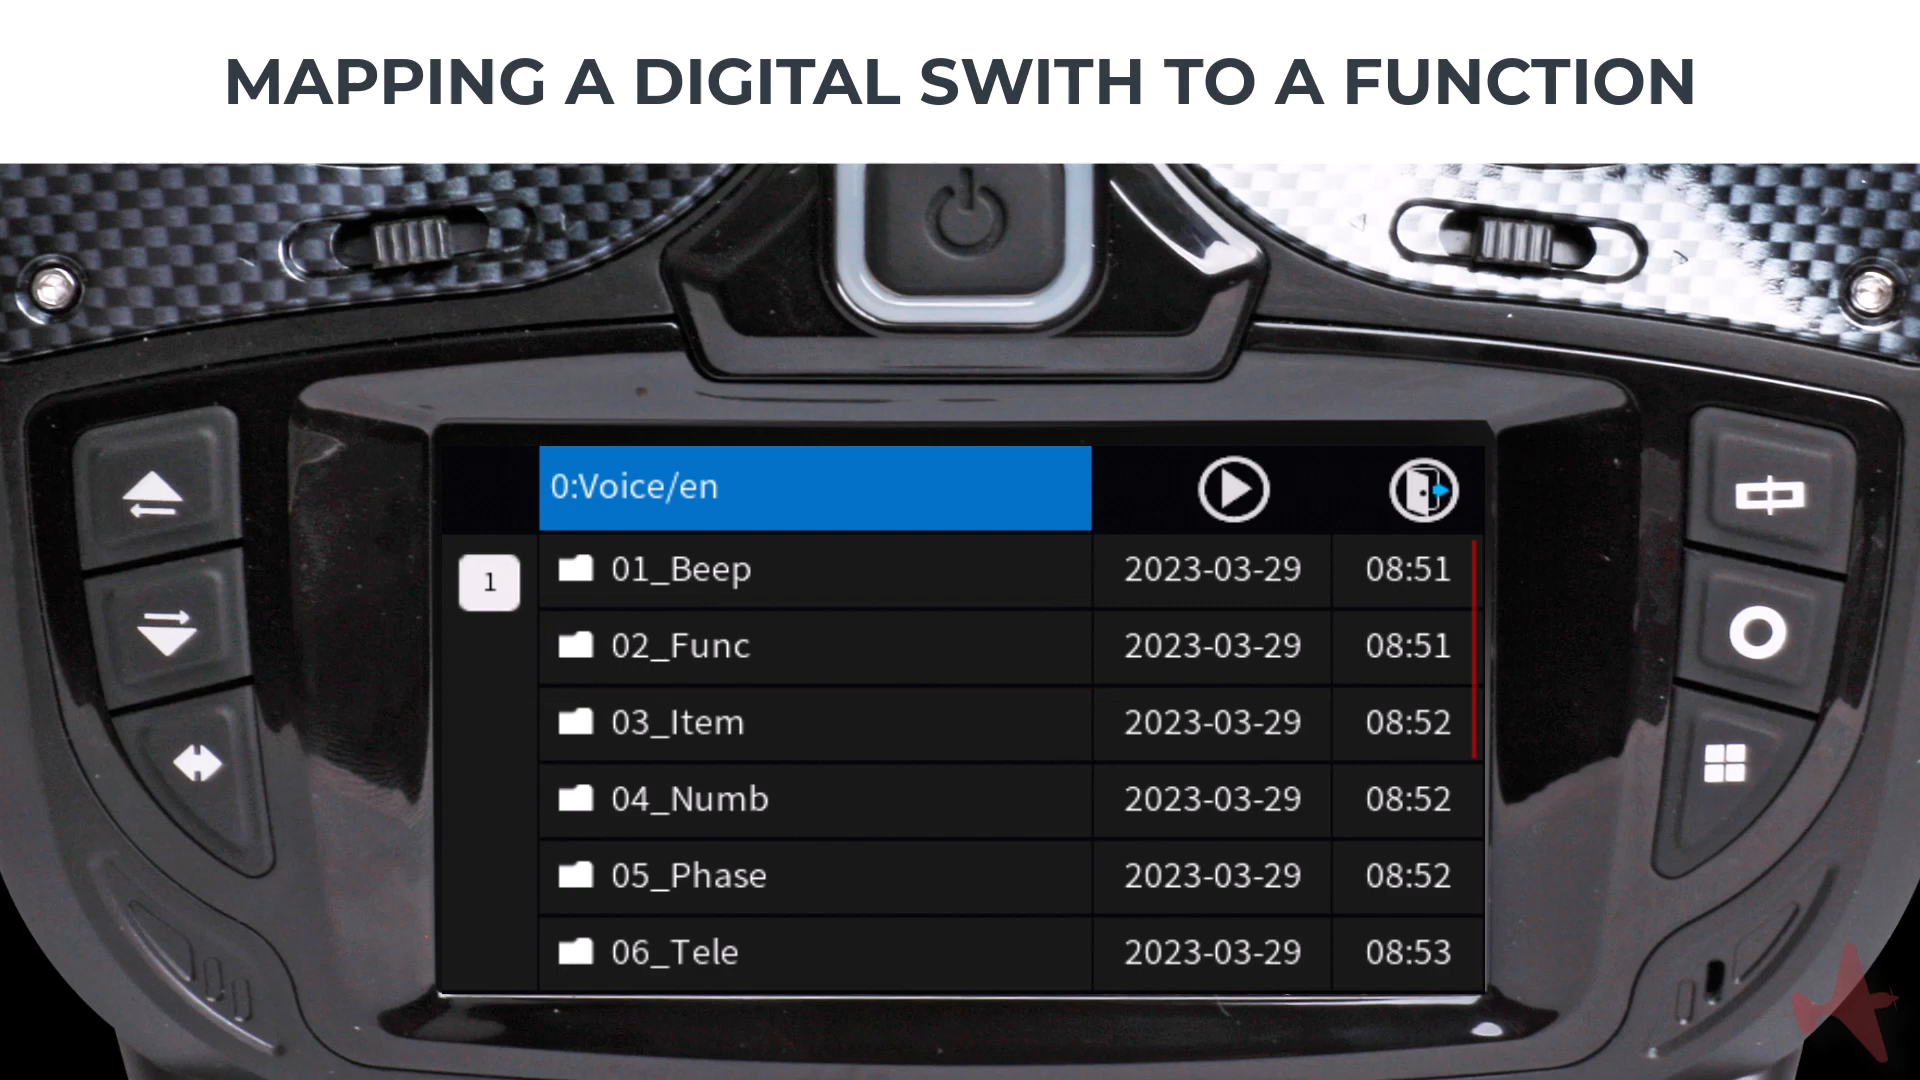 MAPPING A DIGITAL SWITH TO A FUNCTION
0:Voice/en
1
01_Beep 2023-03-29 08:51
02_Func 2023-03-29 08:51
03_Item 2023-03-29 08:52
04_Numb 2023-03-29 08:52
05_Phase 2023-03-29 08:52
06_Tele 2023-03-29 08:53